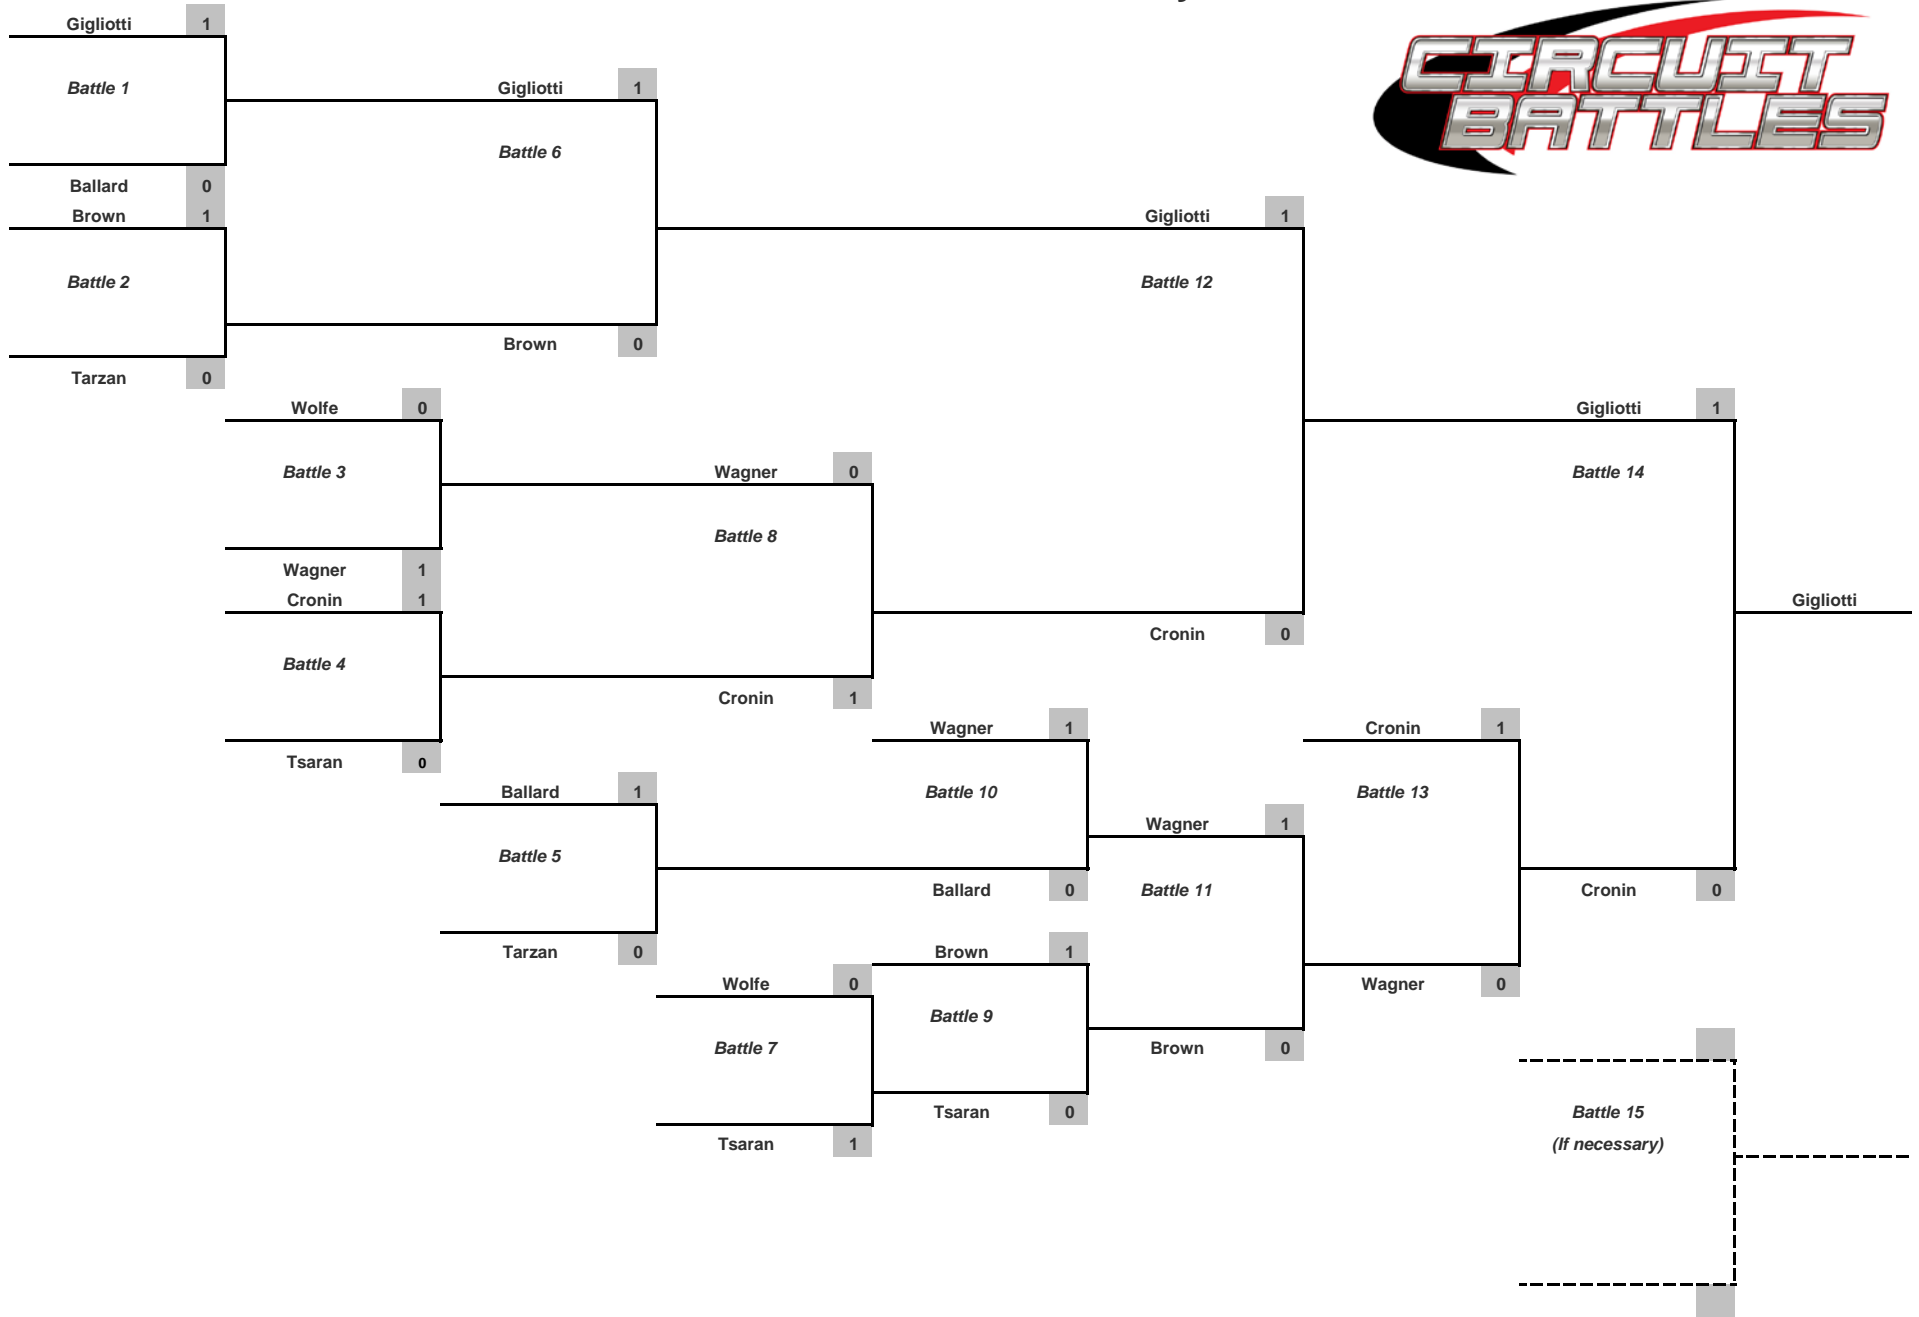 Gigliotti 1
CIRCUIT
BATTLES
Battle 1
Gigliotti 1
Battle 6
Ballard 0
Brown 1
Gigliotti 1
Battle 2
Battle 12
Brown 0
Tarzan 0
Wolfe 0
Gigliotti 1
Battle 3
Wagner 0
Battle 14
Battle 8
Wagner 1
Cronin 1
Gigliotti
Cronin 0
Battle 4
Cronin 1
Wagner 1
Cronin 1
Tsaran 0
Ballard 1
Battle 10
Battle 13
Wagner 1
Battle 5
Ballard 0
Battle 11
Cronin 0
Tarzan 0
Brown 1
Wolfe 0
Wagner 0
Battle 9
Battle 7
Brown 0
Tsaran 0
Battle 15
Tsaran 1
(If necessary)